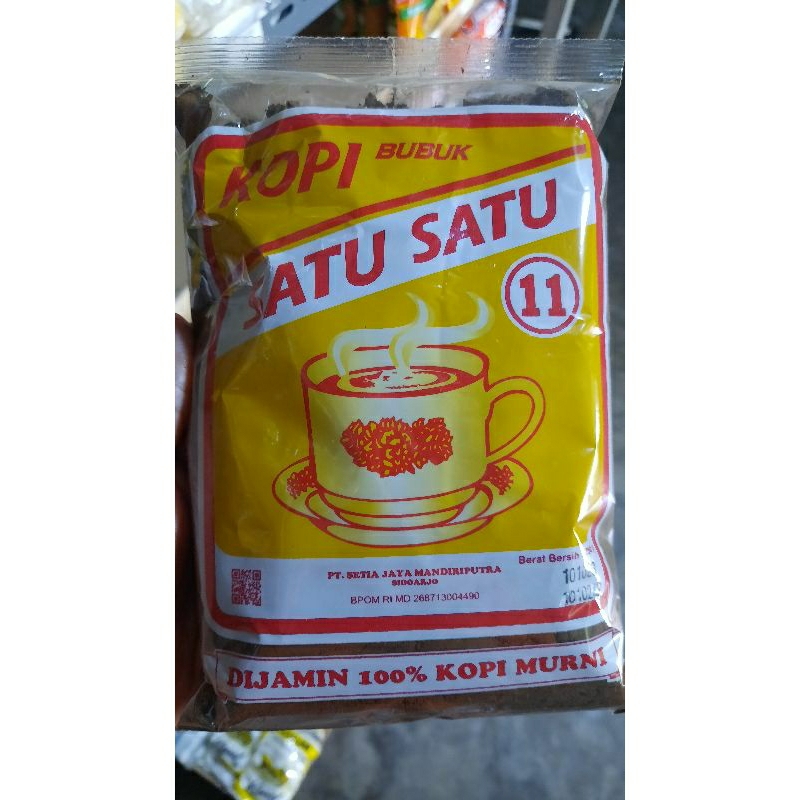 KOPI BUBUK
SATU SATU
11
PT. SETIA JAYA MANDIRIPUTRA
SIDOARJO
BPOM RI MD 268713004490
Berat Bersih
DIJAMIN 100% KOPI MURNI